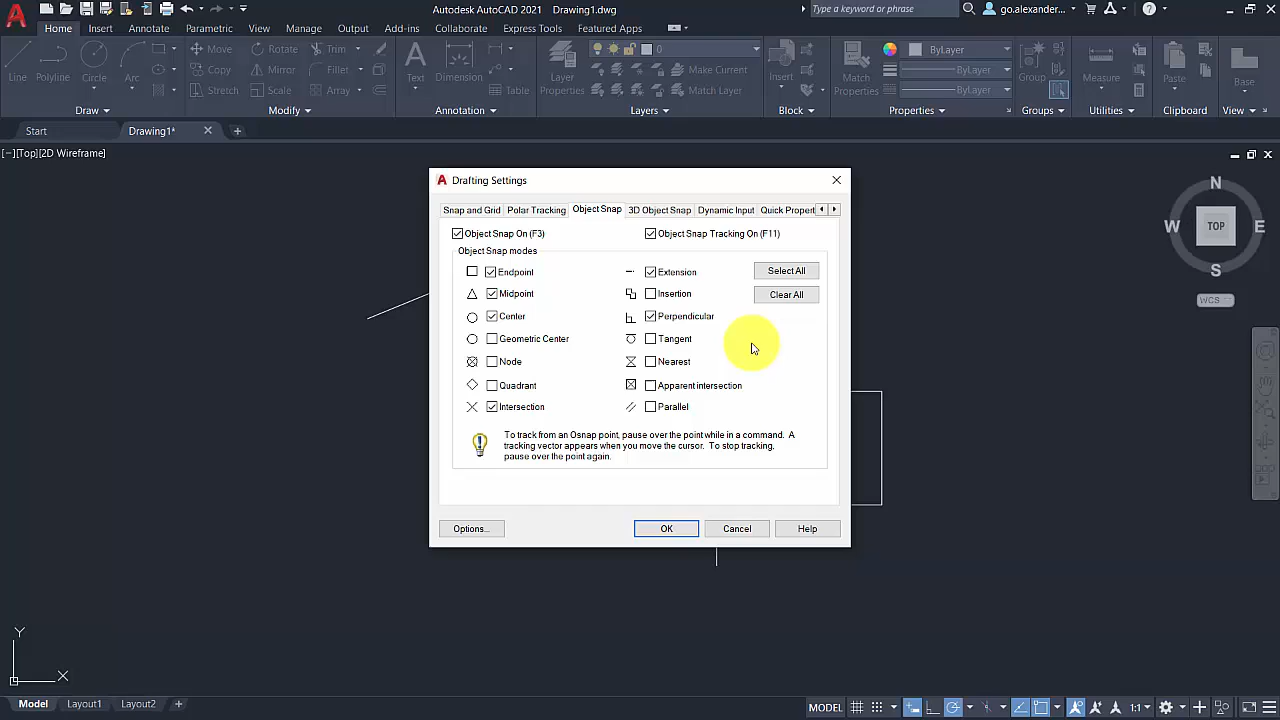 Autodesk AutoCAD 2021 Drawing1.dwg
Type a keyword or phrase
go.alexander...
Home Insert Annotate Parametric View Manage Output Add-ins Collaborate Express Tools Featured Apps
Line Polyline Circle Arc
Move Rotate Trim
Copy Mirror Fillet
Stretch Scale Array
Text Dimension Table
Layer Properties
0
Make Current
Match Layer
Insert
Match Properties
ByLayer
ByLayer
ByLayer
Group
Measure
Paste
Base
Draw Modify Annotation Layers Block Properties Groups Utilities Clipboard View
Start Drawing1*
[−][Top][2D Wireframe]
N
W TOP E
S
WCS
A Drafting Settings
Snap and Grid Polar Tracking Object Snap 3D Object Snap Dynamic Input Quick Propert
Object Snap On (F3) Object Snap Tracking On (F11)
Object Snap modes
Endpoint Extension Select All
Midpoint Insertion Clear All
Center Perpendicular
Geometric Center Tangent
Node Nearest
Quadrant Apparent intersection
Intersection Parallel
To track from an Osnap point, pause over the point while in a command. A
tracking vector appears when you move the cursor. To stop tracking,
pause over the point again.
Options... OK Cancel Help
Y
X
Model Layout1 Layout2
MODEL 1:1